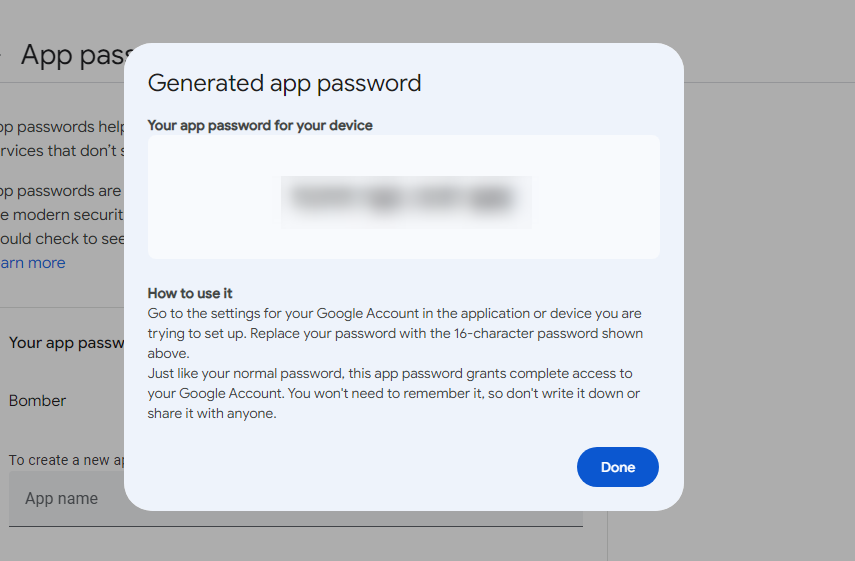 App pass
Generated app password
Your app password for your device
pp passwords help
rvices that don't s
pp passwords are
e modern securit
ould check to see
arn more
How to use it
Go to the settings for your Google Account in the application or device you are
trying to set up. Replace your password with the 16-character password shown
above.
Just like your normal password, this app password grants complete access to
your Google Account. You won't need to remember it, so don't write it down or
share it with anyone.
Your app passw
Bomber
To create a new ap
App name
Done